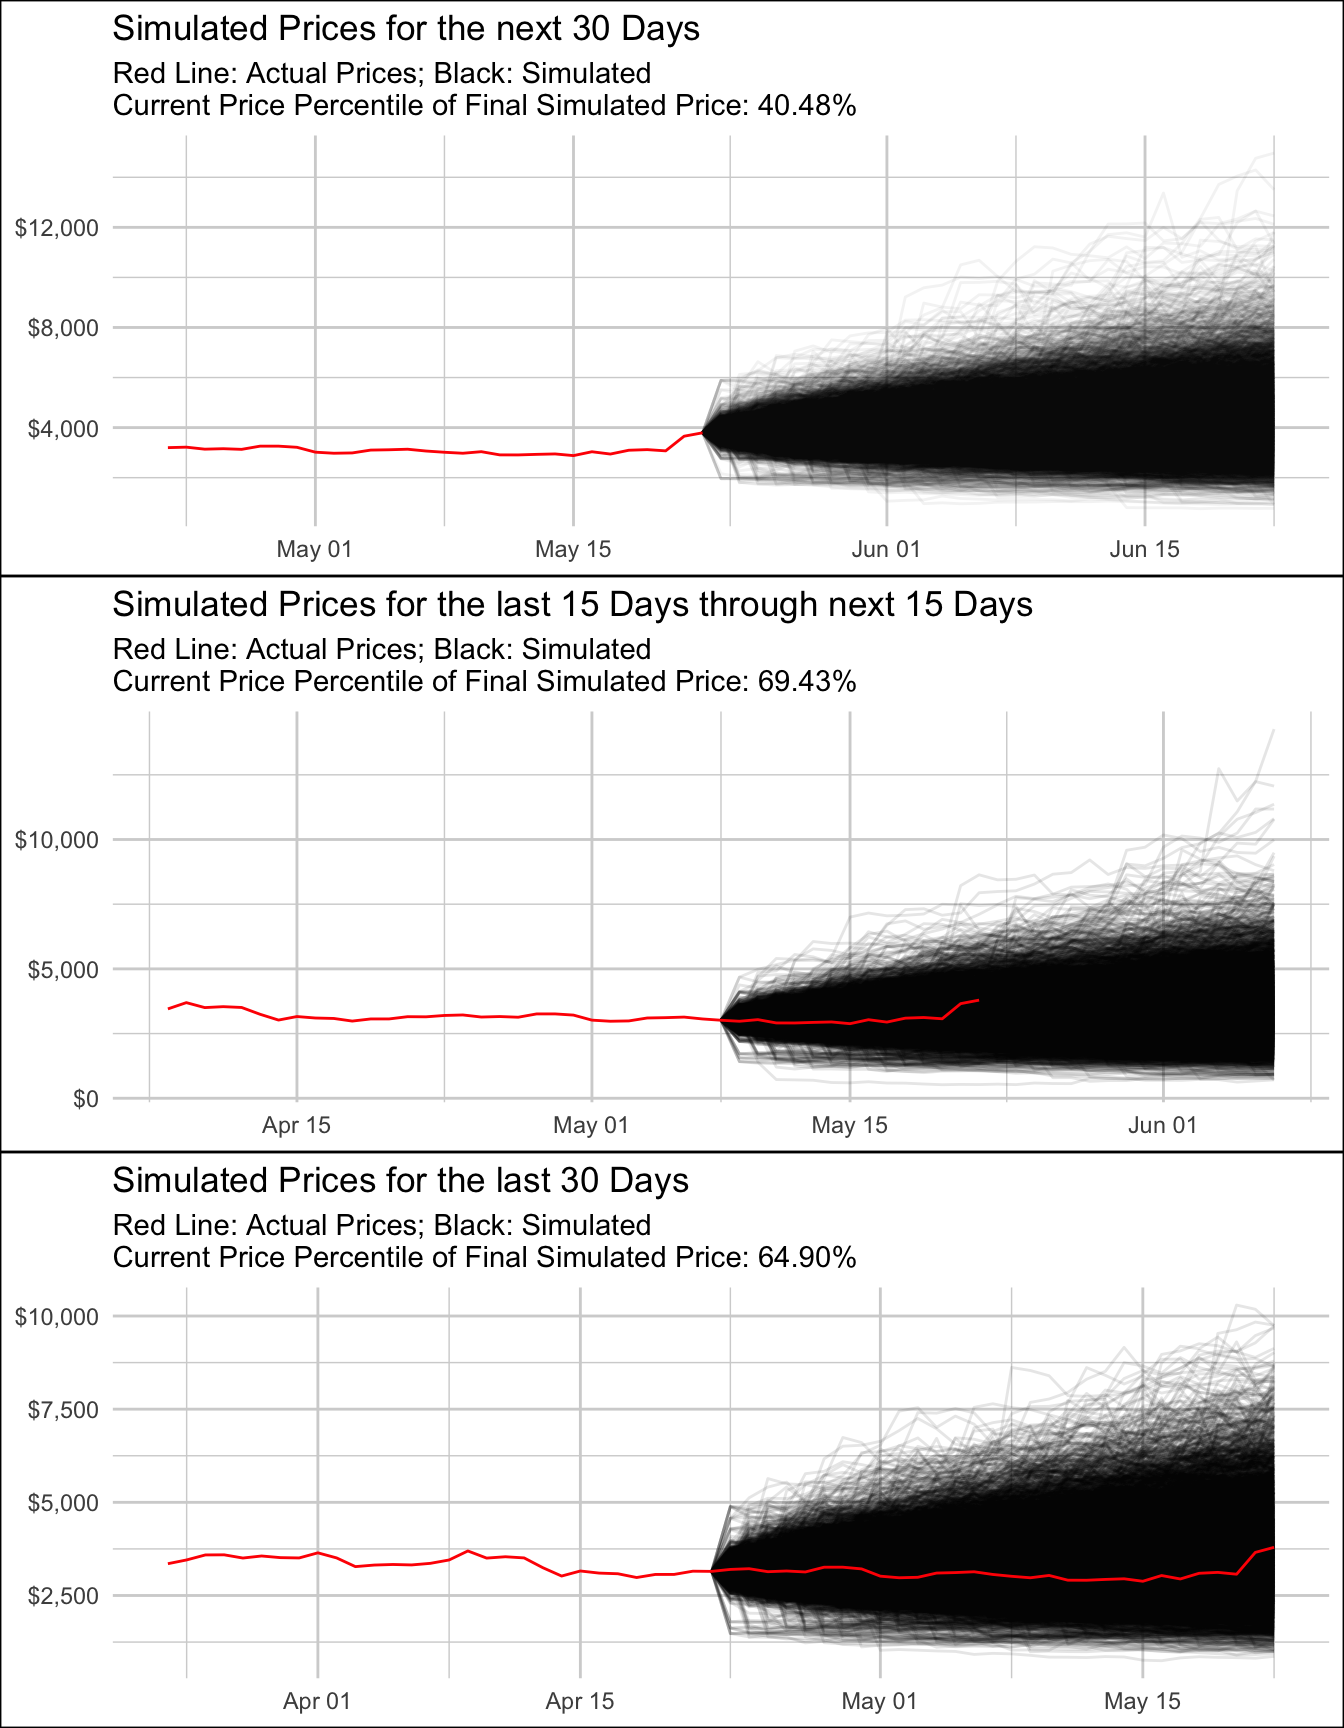 Simulated Prices for the next 30 Days
Red Line: Actual Prices; Black: Simulated
Current Price Percentile of Final Simulated Price: 40.48%
$12,000
$8,000
$4,000
May 01
May 15
Jun 01
Jun 15
Simulated Prices for the last 15 Days through next 15 Days
Red Line: Actual Prices; Black: Simulated
Current Price Percentile of Final Simulated Price: 69.43%
$10,000
$5,000
$0
Apr 15
May 01
May 15
Jun 01
Simulated Prices for the last 30 Days
Red Line: Actual Prices; Black: Simulated
Current Price Percentile of Final Simulated Price: 64.90%
$10,000
$7,500
$5,000
$2,500
Apr 01
Apr 15
May 01
May 15